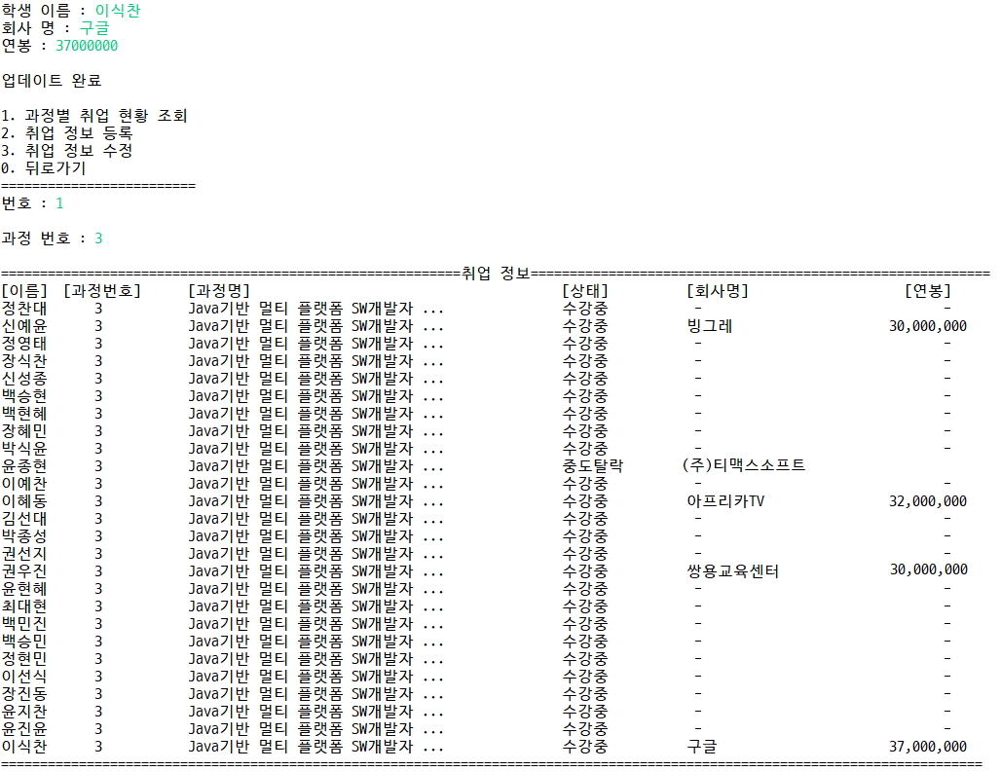 학생 이름 : 이식찬
회사 명 : 구글
연봉 : 37000000
업데이트 완료
1. 과정별 취업 현황 조회
2. 취업 정보 등록
3. 취업 정보 수정
0. 뒤로가기
=========================
번호 : 1
과정 번호 : 3
===========================================================취업 정보===========================================================
[이름] [과정번호] [과정명] [상태] [회사명] [연봉]
정찬대 3 Java기반 멀티 플랫폼 SW개발자 ... 수강중 - -
신예윤 3 Java기반 멀티 플랫폼 SW개발자 ... 수강중 빙그레 30,000,000
정영태 3 Java기반 멀티 플랫폼 SW개발자 ... 수강중 - -
장식찬 3 Java기반 멀티 플랫폼 SW개발자 ... 수강중 - -
신성종 3 Java기반 멀티 플랫폼 SW개발자 ... 수강중 - -
백승현 3 Java기반 멀티 플랫폼 SW개발자 ... 수강중 - -
백현혜 3 Java기반 멀티 플랫폼 SW개발자 ... 수강중 - -
장혜민 3 Java기반 멀티 플랫폼 SW개발자 ... 수강중 - -
박식윤 3 Java기반 멀티 플랫폼 SW개발자 ... 수강중 - -
윤종현 3 Java기반 멀티 플랫폼 SW개발자 ... 중도탈락 (주)티맥스소프트
이예찬 3 Java기반 멀티 플랫폼 SW개발자 ... 수강중 - -
이혜동 3 Java기반 멀티 플랫폼 SW개발자 ... 수강중 아프리카TV 32,000,000
김선대 3 Java기반 멀티 플랫폼 SW개발자 ... 수강중 - -
박종성 3 Java기반 멀티 플랫폼 SW개발자 ... 수강중 - -
권선지 3 Java기반 멀티 플랫폼 SW개발자 ... 수강중 - -
권우진 3 Java기반 멀티 플랫폼 SW개발자 ... 수강중 쌍용교육센터 30,000,000
윤현혜 3 Java기반 멀티 플랫폼 SW개발자 ... 수강중 - -
최대현 3 Java기반 멀티 플랫폼 SW개발자 ... 수강중 - -
백민진 3 Java기반 멀티 플랫폼 SW개발자 ... 수강중 - -
백승민 3 Java기반 멀티 플랫폼 SW개발자 ... 수강중 - -
정현민 3 Java기반 멀티 플랫폼 SW개발자 ... 수강중 - -
이선식 3 Java기반 멀티 플랫폼 SW개발자 ... 수강중 - -
장진동 3 Java기반 멀티 플랫폼 SW개발자 ... 수강중 - -
윤지찬 3 Java기반 멀티 플랫폼 SW개발자 ... 수강중 - -
윤진윤 3 Java기반 멀티 플랫폼 SW개발자 ... 수강중 - -
이식찬 3 Java기반 멀티 플랫폼 SW개발자 ... 수강중 구글 37,000,000
==============================================================================================================================